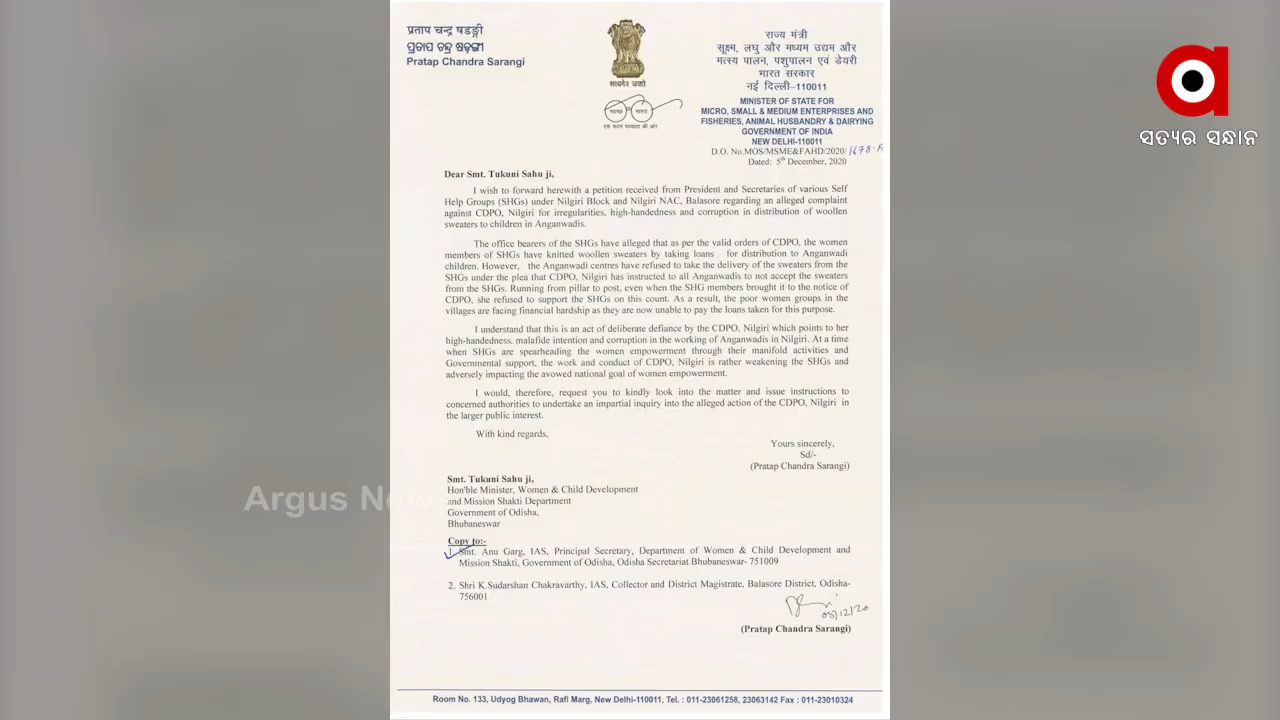 प्रताप चन्द्र षडङ्गी
ପ୍ରତାପ ଚନ୍ଦ୍ର ଷଡ଼ଙ୍ଗୀ
Pratap Chandra Sarangi
सत्यमेव जयते
स्वच्छ भारत
एक कदम स्वच्छता की ओर
राज्य मंत्री
सूक्ष्म, लघु और मध्यम उद्यम और
मत्स्य पालन, पशुपालन एवं डेयरी
भारत सरकार
नई दिल्ली-110011
MINISTER OF STATE FOR
MICRO, SMALL & MEDIUM ENTERPRISES AND
FISHERIES, ANIMAL HUSBANDRY & DAIRYING
GOVERNMENT OF INDIA
NEW DELHI-110011
D.O. No.MOS/MSME&FAHD/2020/1678-A
Dated: 5th December, 2020
ସତ୍ୟର ସନ୍ଧାନ
Dear Smt. Tukuni Sahu ji,
I wish to forward herewith a petition received from President and Secretaries of various Self
Help Groups (SHGs) under Nilgiri Block and Nilgiri NAC, Balasore regarding an alleged complaint
against CDPO, Nilgiri for irregularities, high-handedness and corruption in distribution of woollen
sweaters to children in Anganwadis.
The office bearers of the SHGs have alleged that as per the valid orders of CDPO, the women
members of SHGs have knitted woollen sweaters by taking loans for distribution to Anganwadi
children. However, the Anganwadi centres have refused to take the delivery of the sweaters from the
SHGs under the plea that CDPO, Nilgiri has instructed to all Anganwadis to not accept the sweaters
from the SHGs. Running from pillar to post, even when the SHG members brought it to the notice of
CDPO, she refused to support the SHGs on this count. As a result, the poor women groups in the
villages are facing financial hardship as they are now unable to pay the loans taken for this purpose.
I understand that this is an act of deliberate defiance by the CDPO, Nilgiri which points to her
high-handedness, malafide intention and corruption in the working of Anganwadis in Nilgiri. At a time
when SHGs are spearheading the women empowerment through their manifold activities and
Governmental support, the work and conduct of CDPO, Nilgiri is rather weakening the SHGs and
adversely impacting the avowed national goal of women empowerment.
I would, therefore, request you to kindly look into the matter and issue instructions to
concerned authorities to undertake an impartial inquiry into the alleged action of the CDPO, Nilgiri in
the larger public interest.
With kind regards,
Yours sincerely,
Sd/-
(Pratap Chandra Sarangi)
Smt. Tukuni Sahu ji,
Hon'ble Minister, Women & Child Development
and Mission Shakti Department
Government of Odisha,
Bhubaneswar
Argus News
Copy to:-
1. Smt. Anu Garg, IAS, Principal Secretary, Department of Women & Child Development and
Mission Shakti, Government of Odisha, Odisha Secretariat Bhubaneswar- 751009
2. Shri K.Sudarshan Chakravarthy, IAS, Collector and District Magistrate, Balasore District, Odisha-
756001
05/12/20
(Pratap Chandra Sarangi)
Room No. 133, Udyog Bhawan, Rafi Marg, New Delhi-110011, Tel. : 011-23061258, 23063142 Fax : 011-23010324